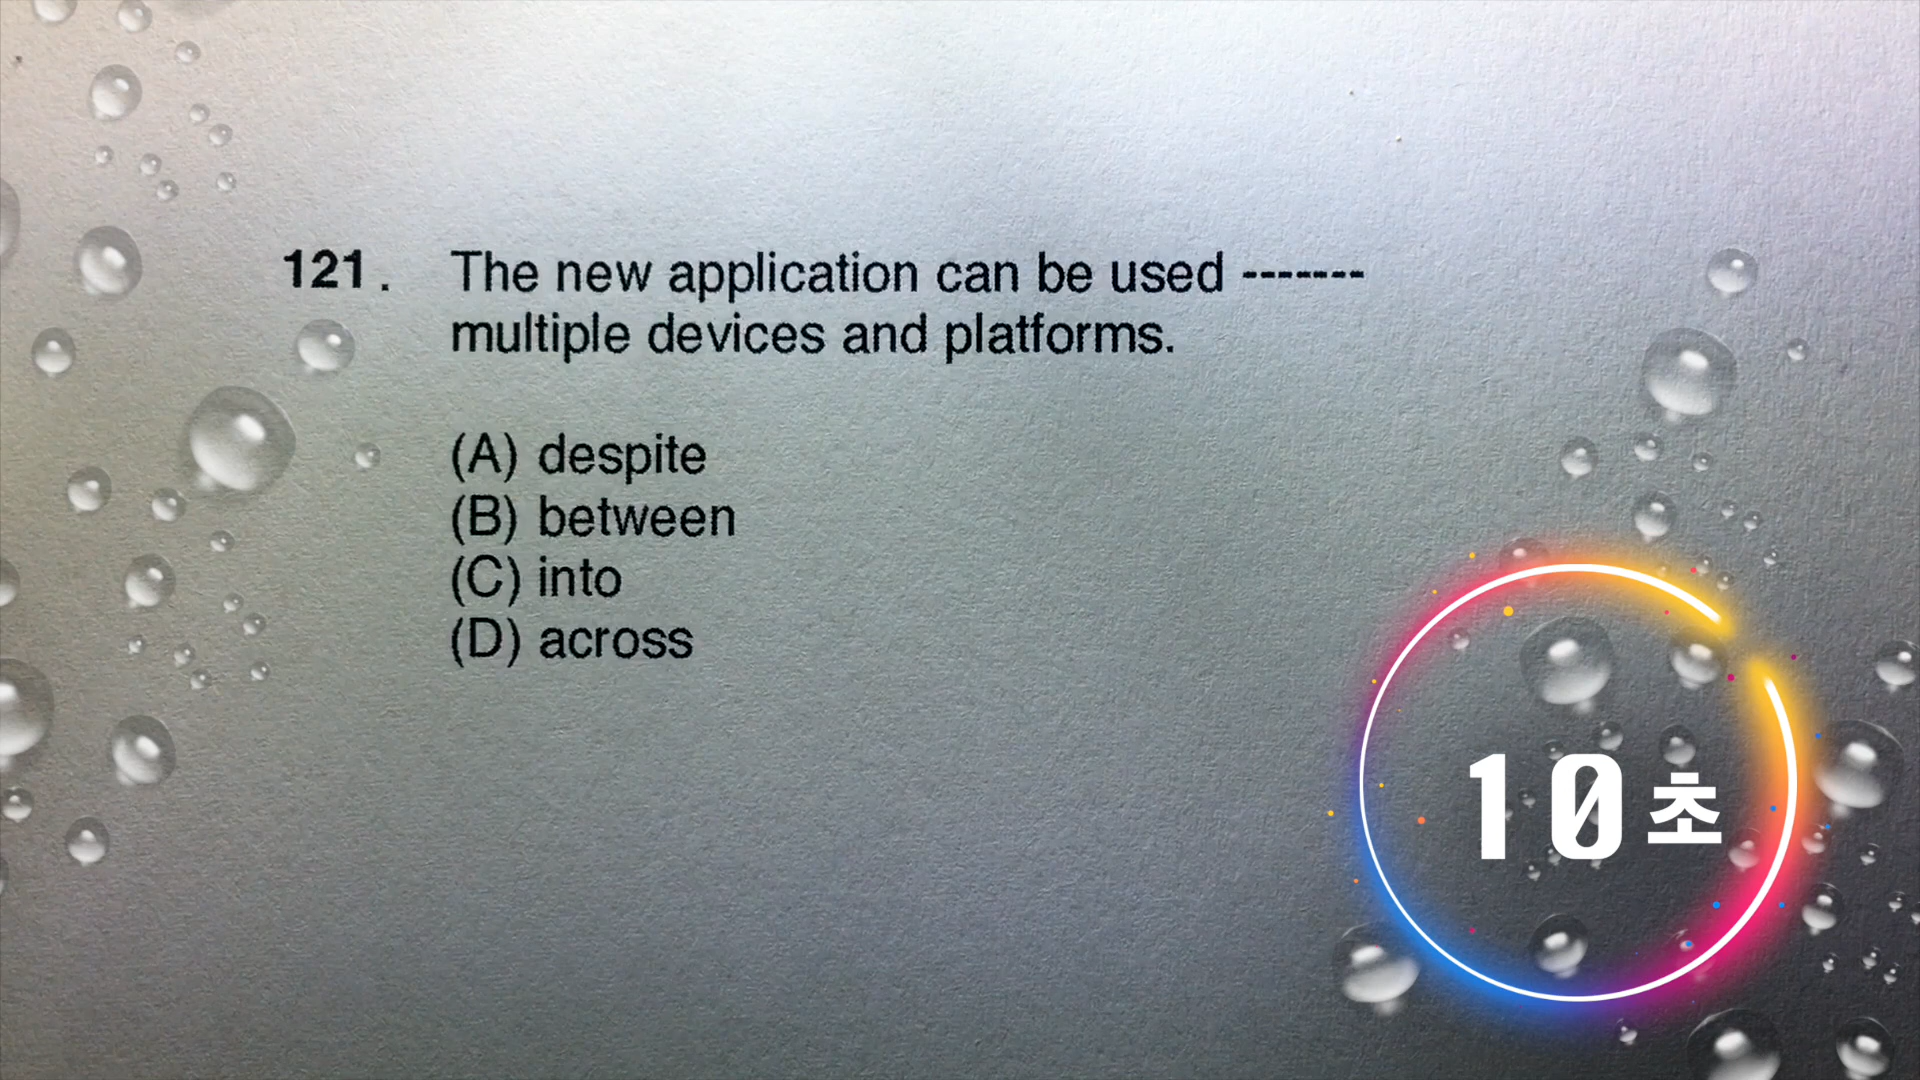 121. The new application can be used -------
multiple devices and platforms.
(A) despite
(B) between
(C) into
(D) across
10초